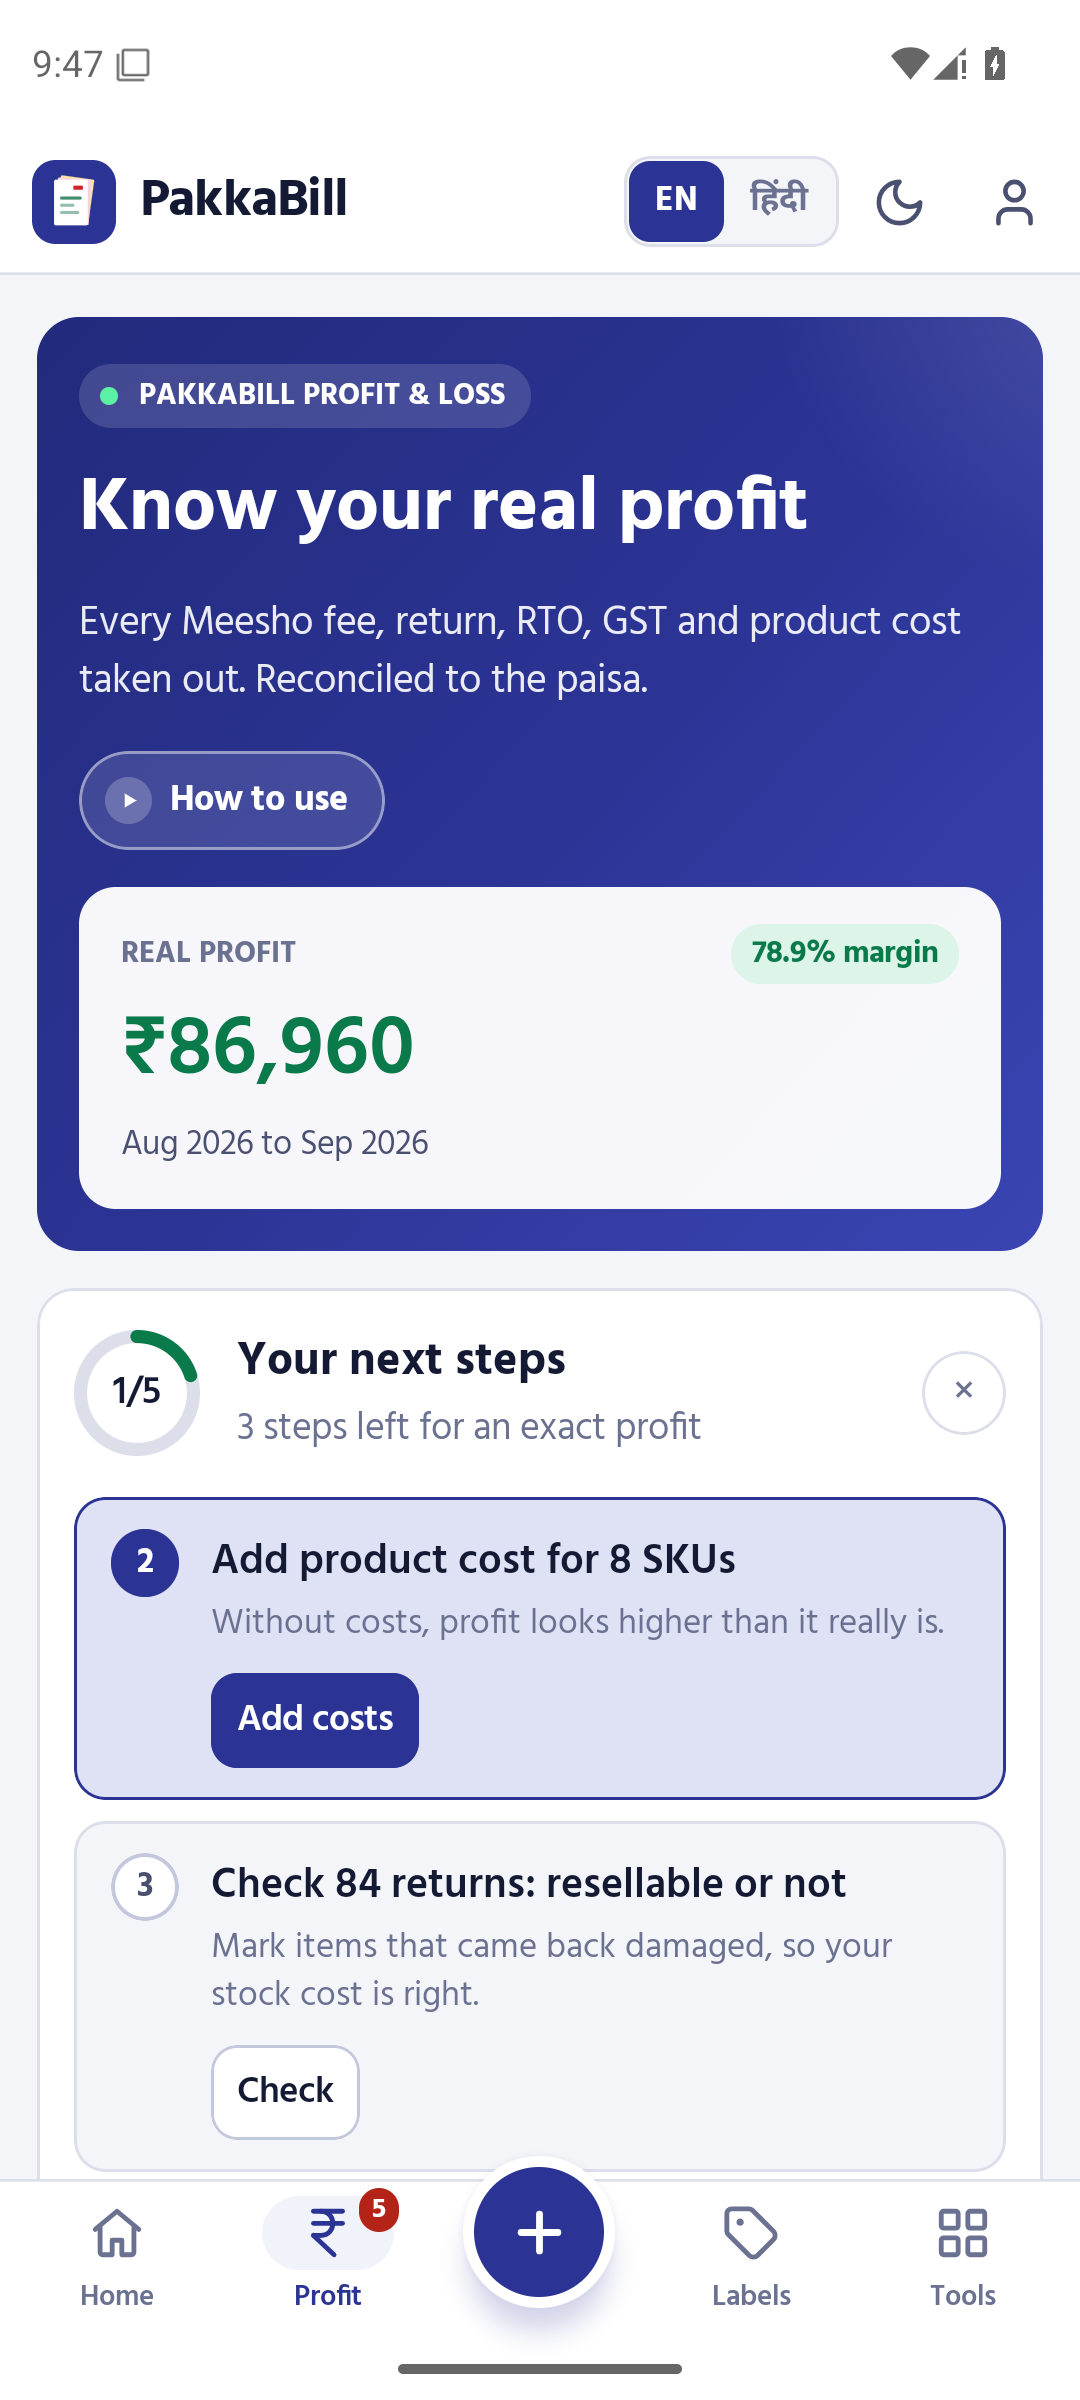 9:47
PakkaBill
EN
हिंदी
PAKKABILL PROFIT & LOSS
Know your real profit
Every Meesho fee, return, RTO, GST and product cost
taken out. Reconciled to the paisa.
How to use
REAL PROFIT
78.9% margin
₹86,960
Aug 2026 to Sep 2026
1/5
Your next steps
3 steps left for an exact profit
×
2
Add product cost for 8 SKUs
Without costs, profit looks higher than it really is.
Add costs
3
Check 84 returns: resellable or not
Mark items that came back damaged, so your
stock cost is right.
Check
5
Home
Profit
Labels
Tools